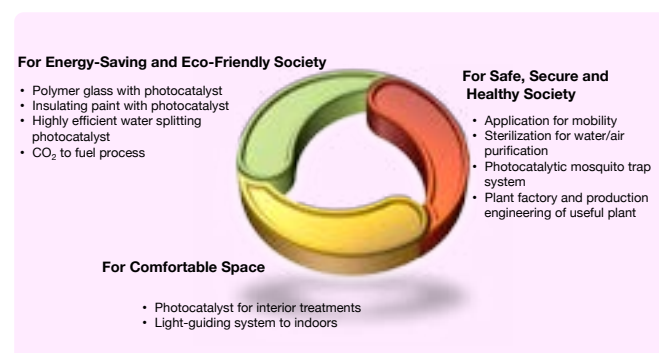 For Energy-Saving and Eco-Friendly Society
• Polymer glass with photocatalyst
• Insulating paint with photocatalyst
• Highly efficient water splitting
photocatalyst
• CO₂ to fuel process
For Safe, Secure and
Healthy Society
• Application for mobility
• Sterilization for water/air
purification
• Photocatalytic mosquito trap
system
• Plant factory and production
engineering of useful plant
For Comfortable Space
• Photocatalyst for interior treatments
• Light-guiding system to indoors